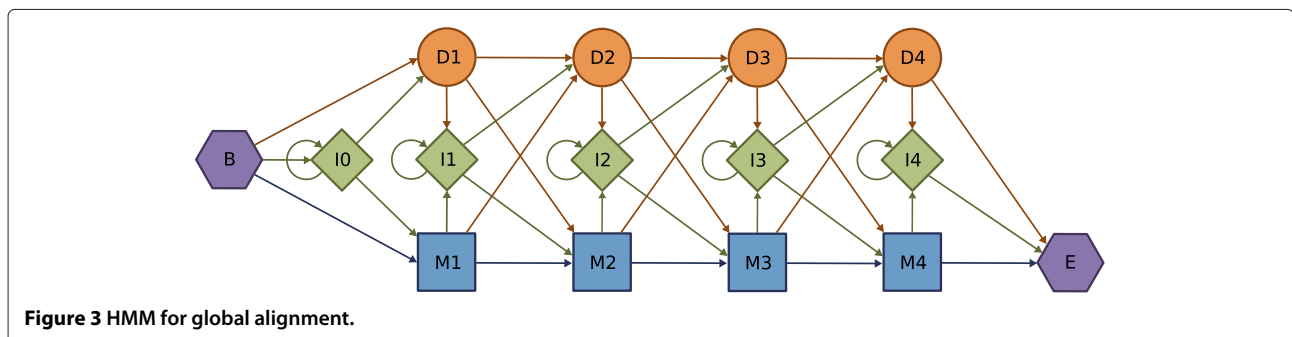 D1 D2 D3 D4
B I0 I1 I2 I3 I4
M1 M2 M3 M4 E
Figure 3 HMM for global alignment.